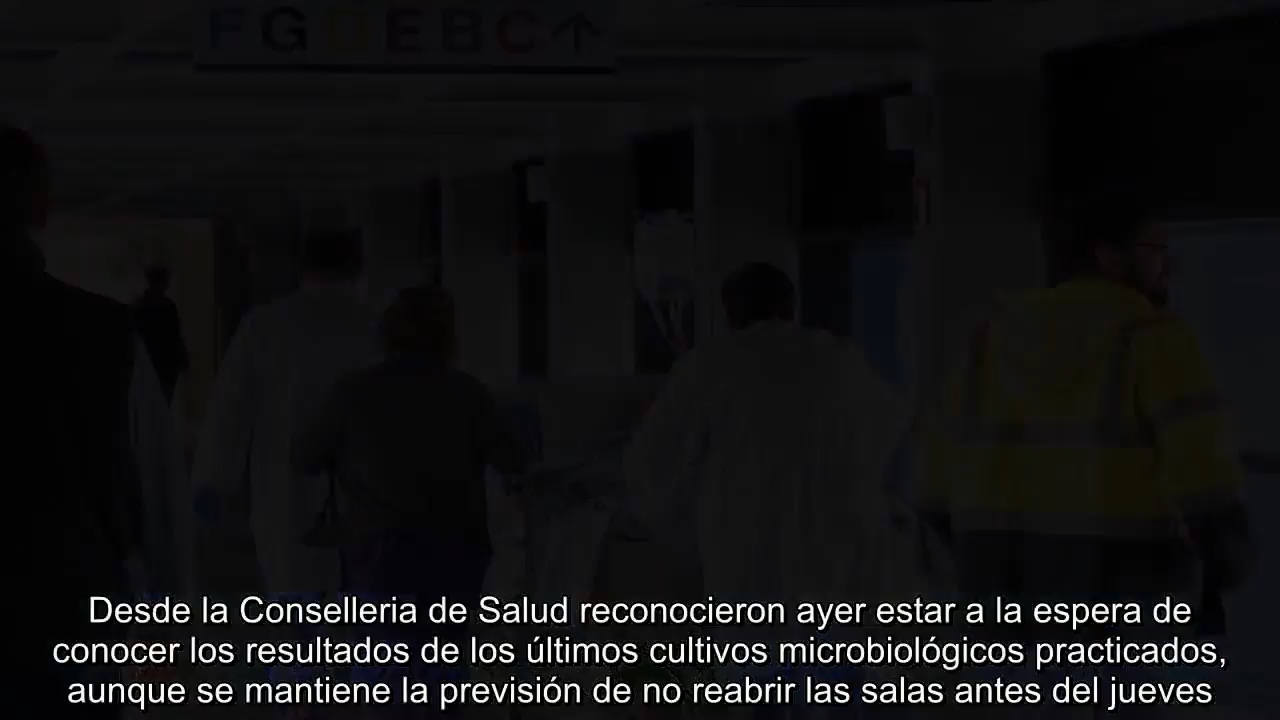 FGDEBC↑
Desde la Conselleria de Salud reconocieron ayer estar a la espera de
conocer los resultados de los últimos cultivos microbiológicos practicados,
aunque se mantiene la previsión de no reabrir las salas antes del jueves